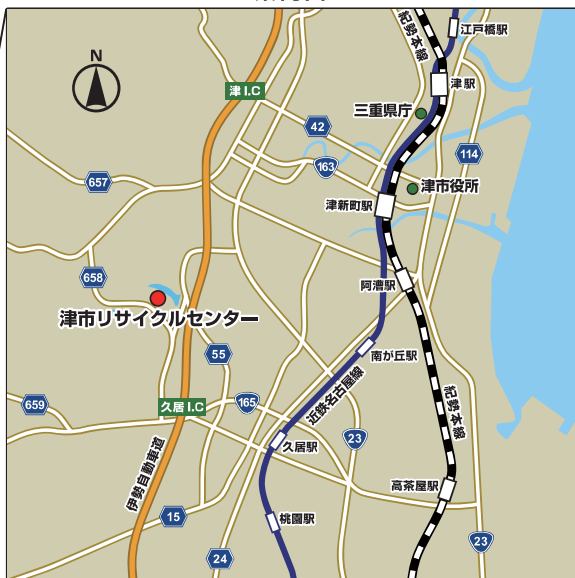 N
紀勢本線
江戸橋駅
津駅
津 I.C
三重県庁
42
163
114
657
津市役所
津新町駅
658
阿漕駅
津市リサイクルセンター
南が丘駅
55
近鉄名古屋線
紀勢本線
659
久居 I.C
165
23
久居駅
伊勢自動車道
高茶屋駅
15
桃園駅
23
24